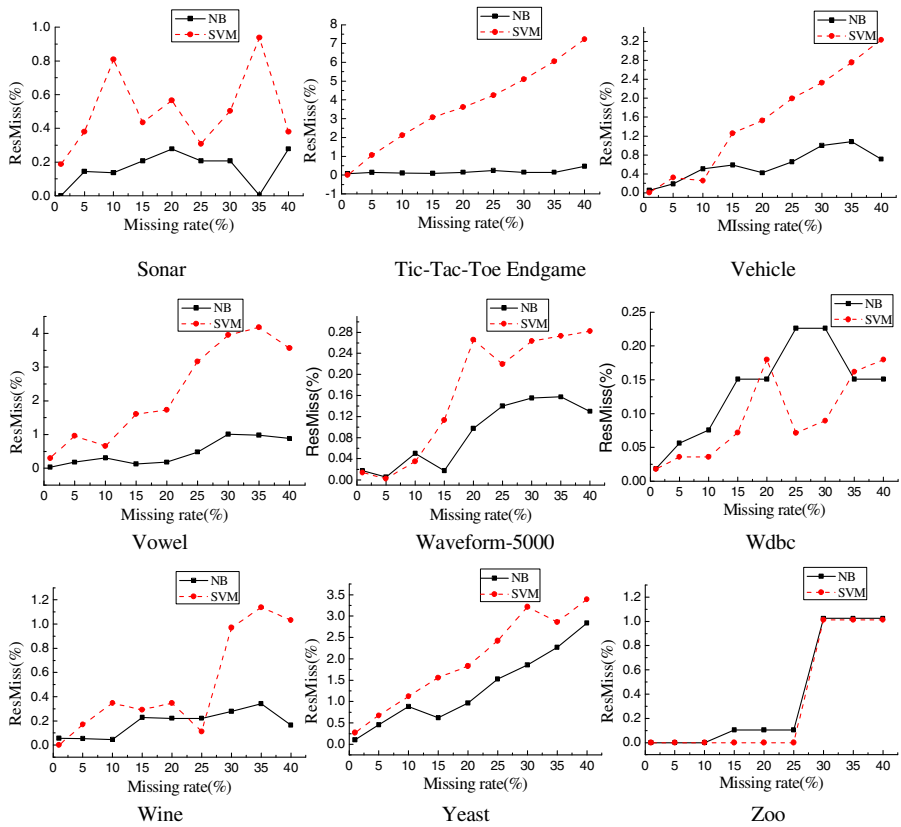 NB
SVM
ResMiss(%)
1.0
0.8
0.6
0.4
0.2
0.0
0 5 10 15 20 25 30 35 40
Missing rate(%)
Sonar
NB
SVM
ResMiss(%)
8
7
6
5
4
3
2
1
0
-1
0 5 10 15 20 25 30 35 40
Missing rate(%)
Tic-Tac-Toe Endgame
NB
SVM
ResMiss(%)
3.2
2.8
2.4
2.0
1.6
1.2
0.8
0.4
0.0
0 5 10 15 20 25 30 35 40
MIssing rate(%)
Vehicle
NB
SVM
ResMiss(%)
4
3
2
1
0
0 5 10 15 20 25 30 35 40
Missing rate(%)
Vowel
NB
SVM
ResMiss(%)
0.28
0.24
0.20
0.16
0.12
0.08
0.04
0.00
0 5 10 15 20 25 30 35 40
Missing rate(%)
Waveform-5000
NB
SVM
ResMiss(%)
0.25
0.20
0.15
0.10
0.05
0.00
0 5 10 15 20 25 30 35 40
Missing rate(%)
Wdbc
NB
SVM
ResMiss(%)
1.2
1.0
0.8
0.6
0.4
0.2
0.0
0 5 10 15 20 25 30 35 40
Missing rate(%)
Wine
NB
SVM
ResMiss(%)
3.5
3.0
2.5
2.0
1.5
1.0
0.5
0.0
0 5 10 15 20 25 30 35 40
Missing rate(%)
Yeast
NB
SVM
ResMiss(%)
1.2
1.0
0.8
0.6
0.4
0.2
0.0
0 5 10 15 20 25 30 35 40
Missing rate(%)
Zoo